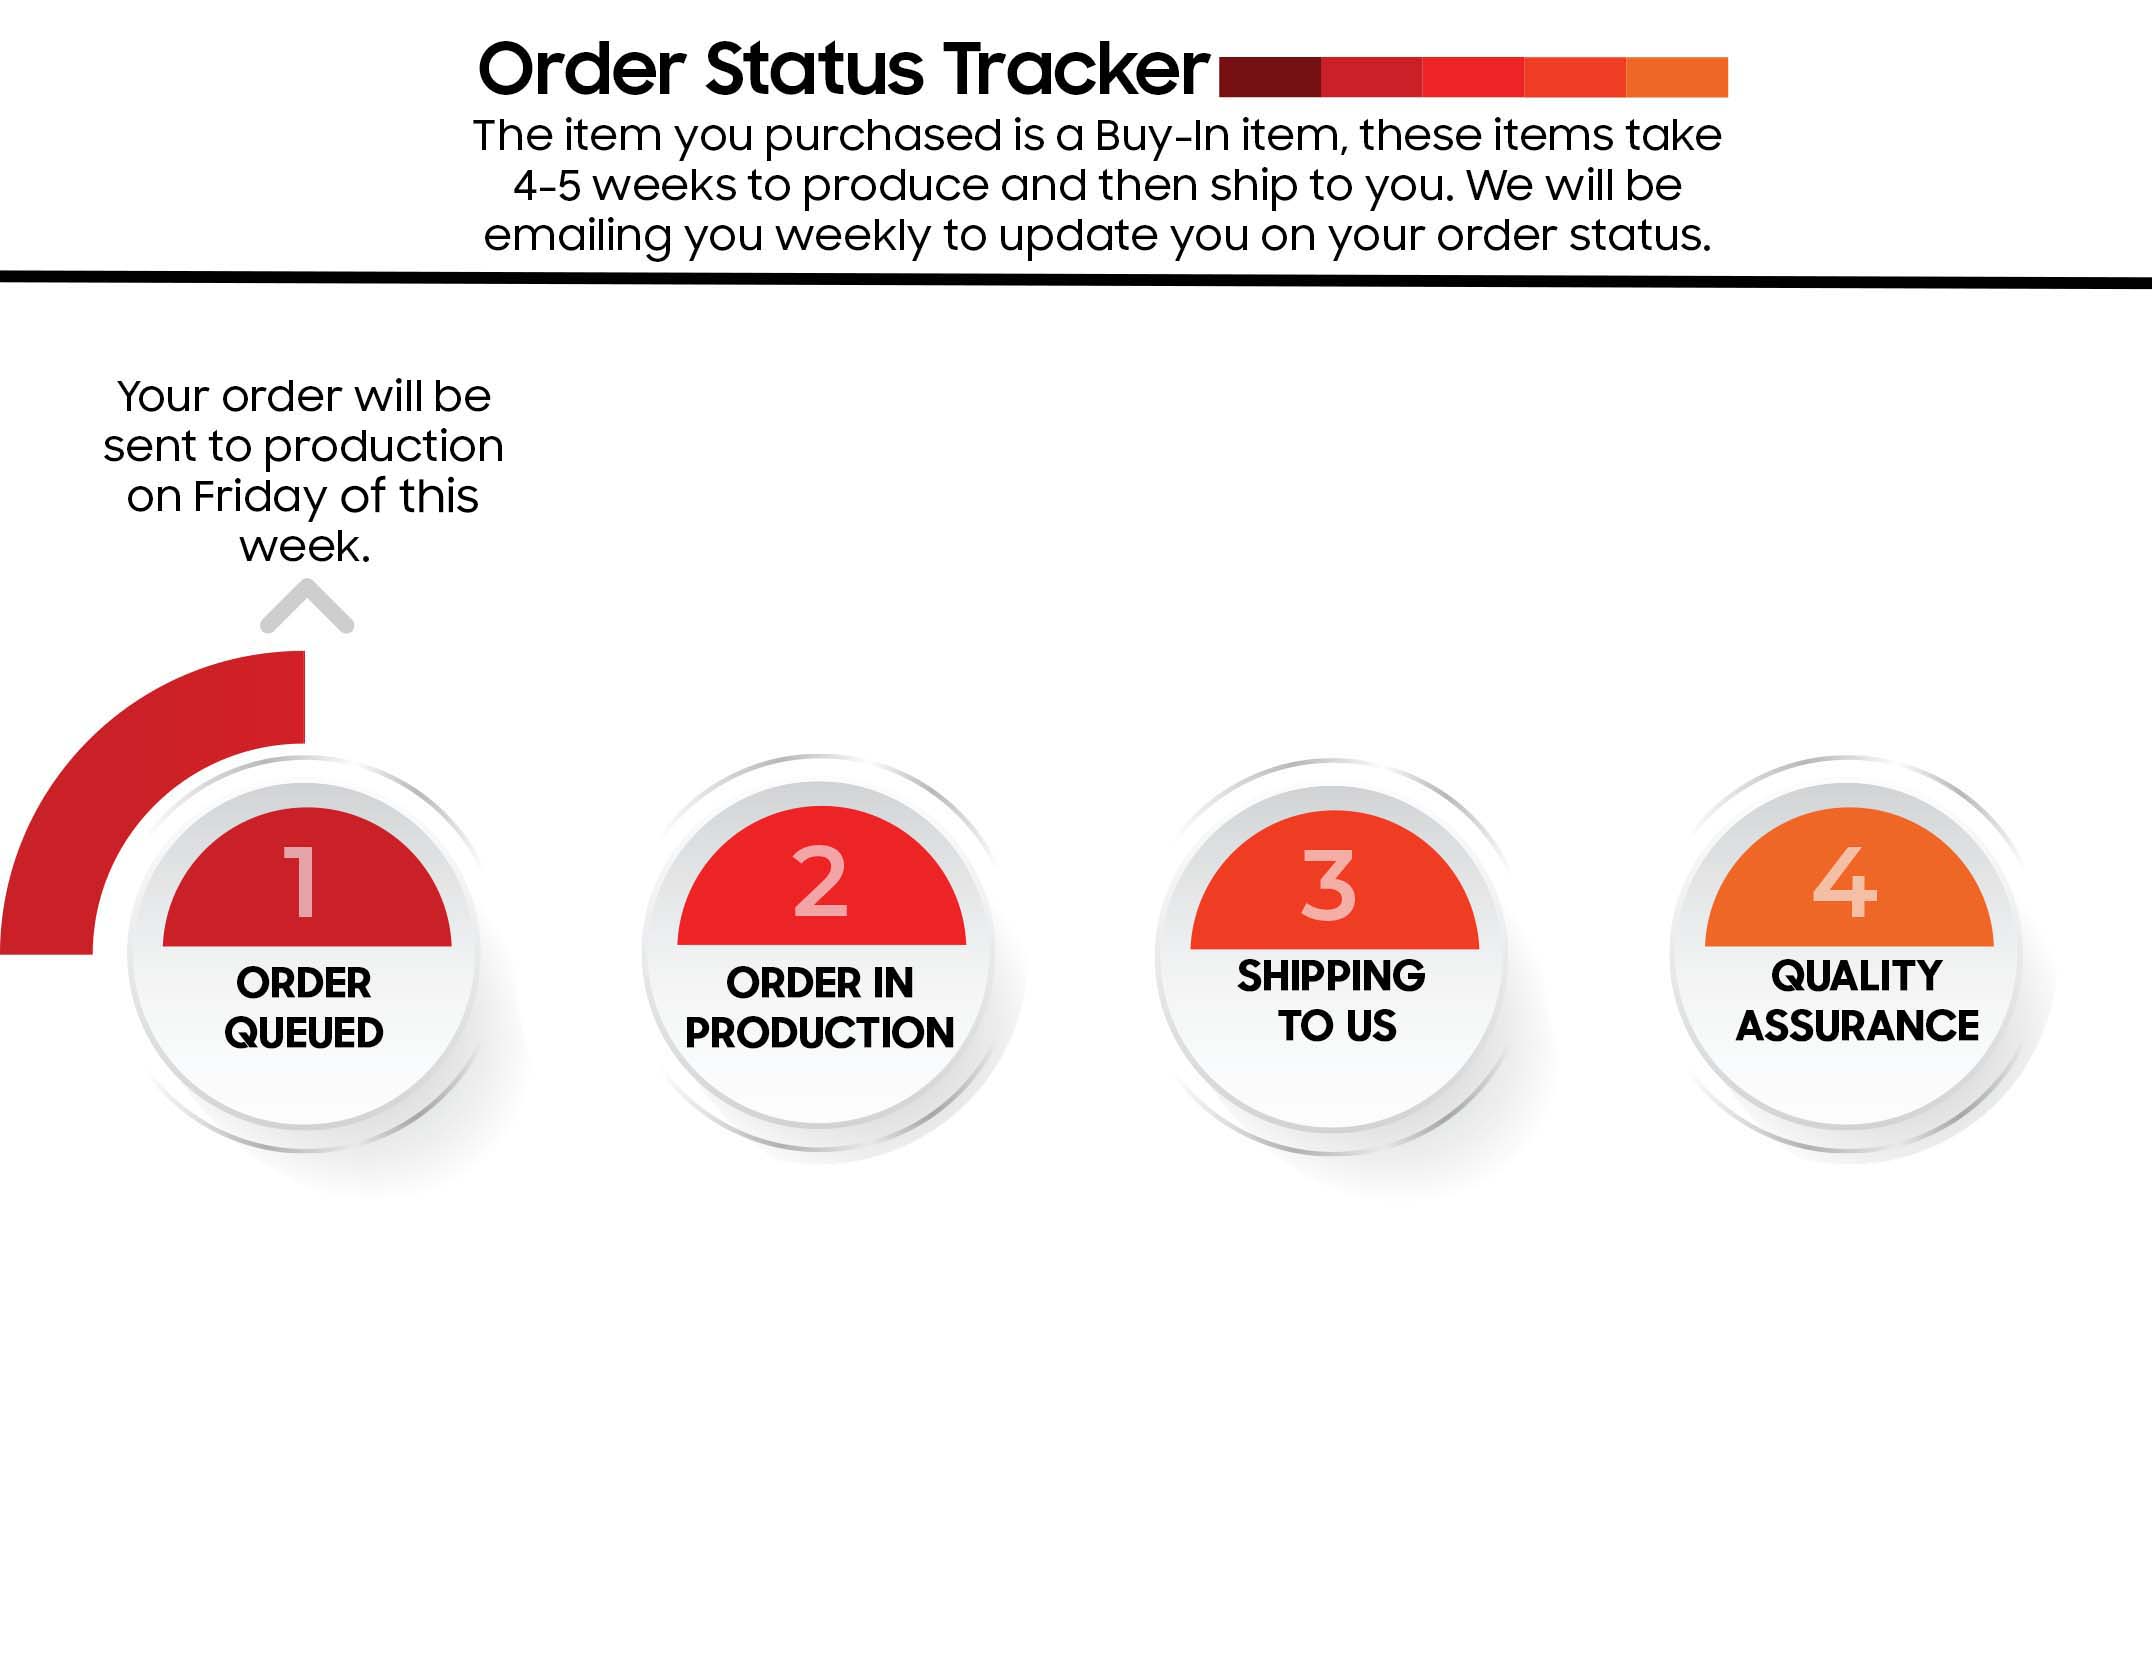 Order Status Tracker
The item you purchased is a Buy-In item, these items take
4-5 weeks to produce and then ship to you. We will be
emailing you weekly to update you on your order status.
Your order will be
sent to production
on Friday of this
week.
1
ORDER
QUEUED
2
ORDER IN
PRODUCTION
3
SHIPPING
TO US
4
QUALITY
ASSURANCE